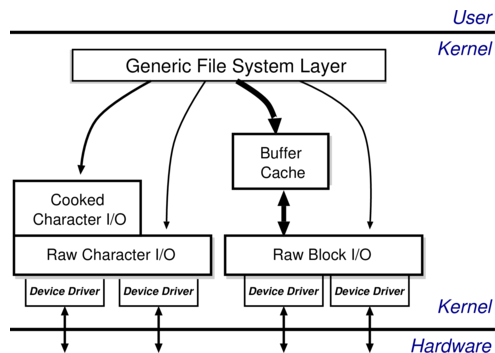 User
Kernel
Generic File System Layer
Buffer
Cache
Cooked
Character I/O
Raw Character I/O
Raw Block I/O
Device Driver
Device Driver
Device Driver
Device Driver
Kernel
Hardware